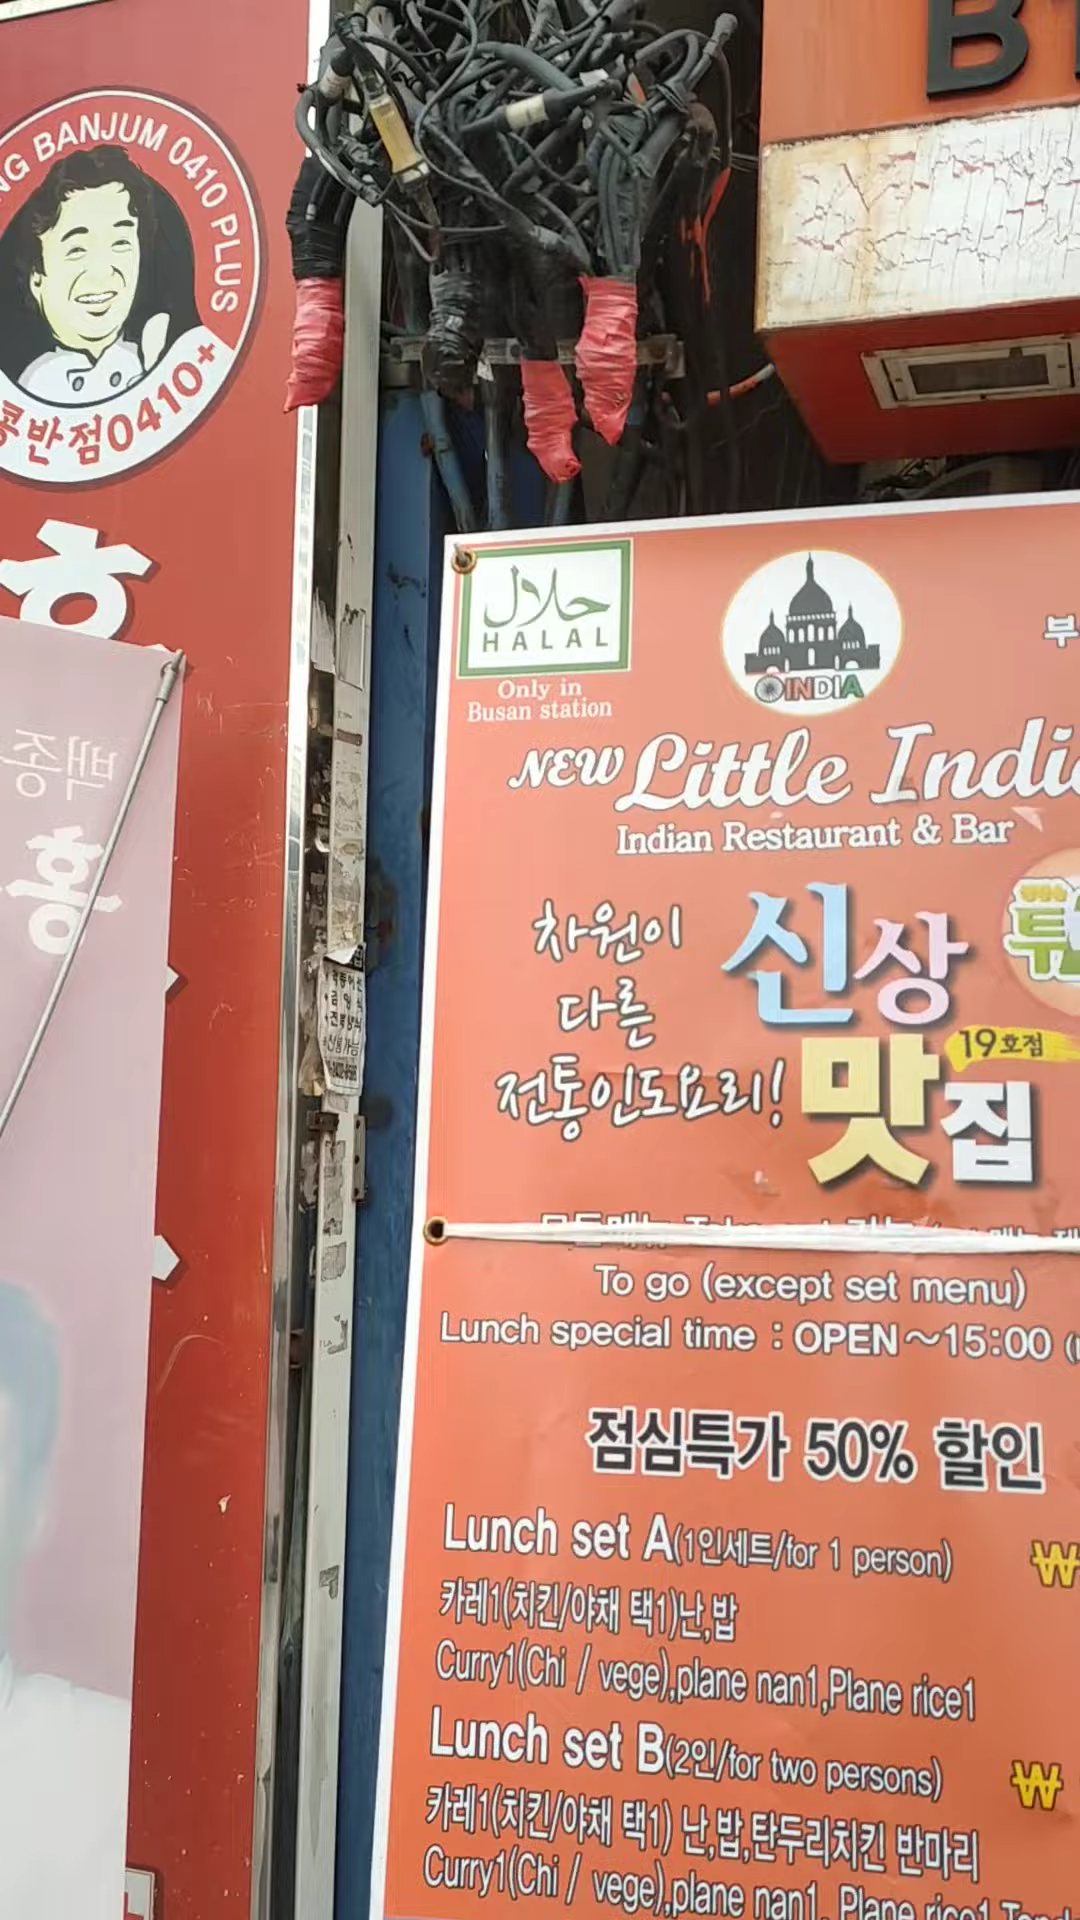 NG BANJUM 0410 PLUS
콩반점0410+
홍
حلال
HALAL
Only in
Busan station
INDIA
부
NEW Little Indi
Indian Restaurant & Bar
차원이
다른
전통인도요리!
신상
맛집
19호점
To go (except set menu)
Lunch special time : OPEN~15:00
점심특가 50% 할인
Lunch set A(1인세트/for 1 person) ₩
카레1(치킨/야채 택1)난,밥
Curry1(Chi / vege),plane nan1,Plane rice1
Lunch set B(2인/for two persons) ₩
카레1(치킨/야채 택1) 난,밥,탄두리치킨 반마리
Curry1(Chi / vege),plane nan1, Plane rice1